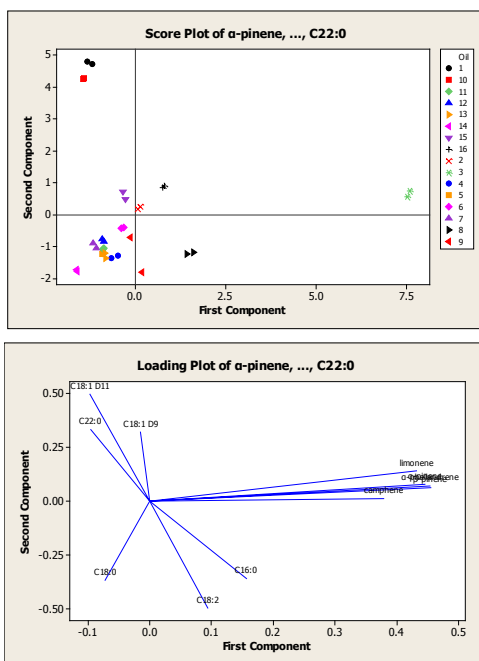 Score Plot of α-pinene, ..., C22:0
Second Component
5
4
3
2
1
0
-1
-2
0.0
2.5
5.0
7.5
First Component
Oil
1
10
11
12
13
14
15
16
2
3
4
5
6
7
8
9
Loading Plot of α-pinene, ..., C22:0
Second Component
0.50
0.25
0.00
-0.25
-0.50
C18:1 D11
C22:0
C18:1 D9
limonene
camphene
C18:0
C16:0
C18:2
-0.1
0.0
0.1
0.2
0.3
0.4
0.5
First Component